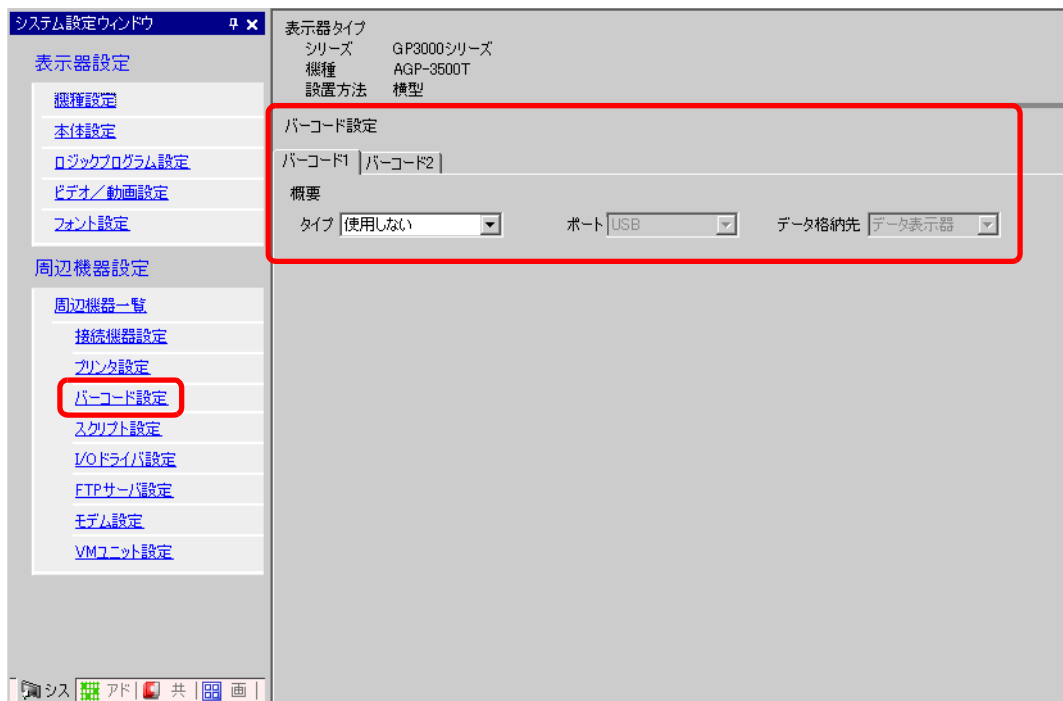 システム設定ウィンドウ
表示器設定
機種設定
本体設定
ロジックプログラム設定
ビデオ／動画設定
フォント設定
周辺機器設定
周辺機器一覧
接続機器設定
プリンタ設定
バーコード設定
スクリプト設定
I/Oドライバ設定
FTPサーバ設定
モデム設定
VMユニット設定
シス アド 共 画
表示器タイプ
シリーズ GP3000シリーズ
機種 AGP-3500T
設置方法 横型
バーコード設定
バーコード1 バーコード2
概要
タイプ 使用しない ポート USB データ格納先 データ表示器